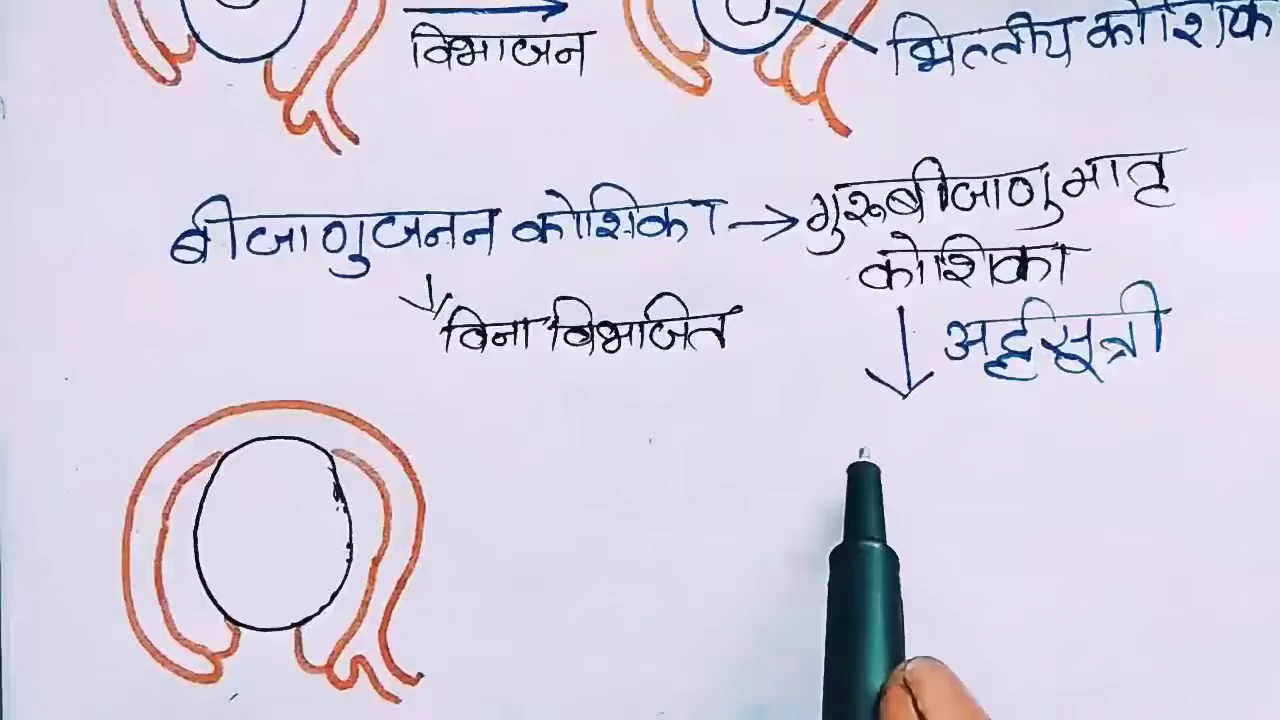 विभाजन
भित्तीय कोशिक
बीजाणुजनन कोशिका → गुरुबीजाणु मातृ
कोशिका
बिना विभाजित
अर्द्धसूत्री